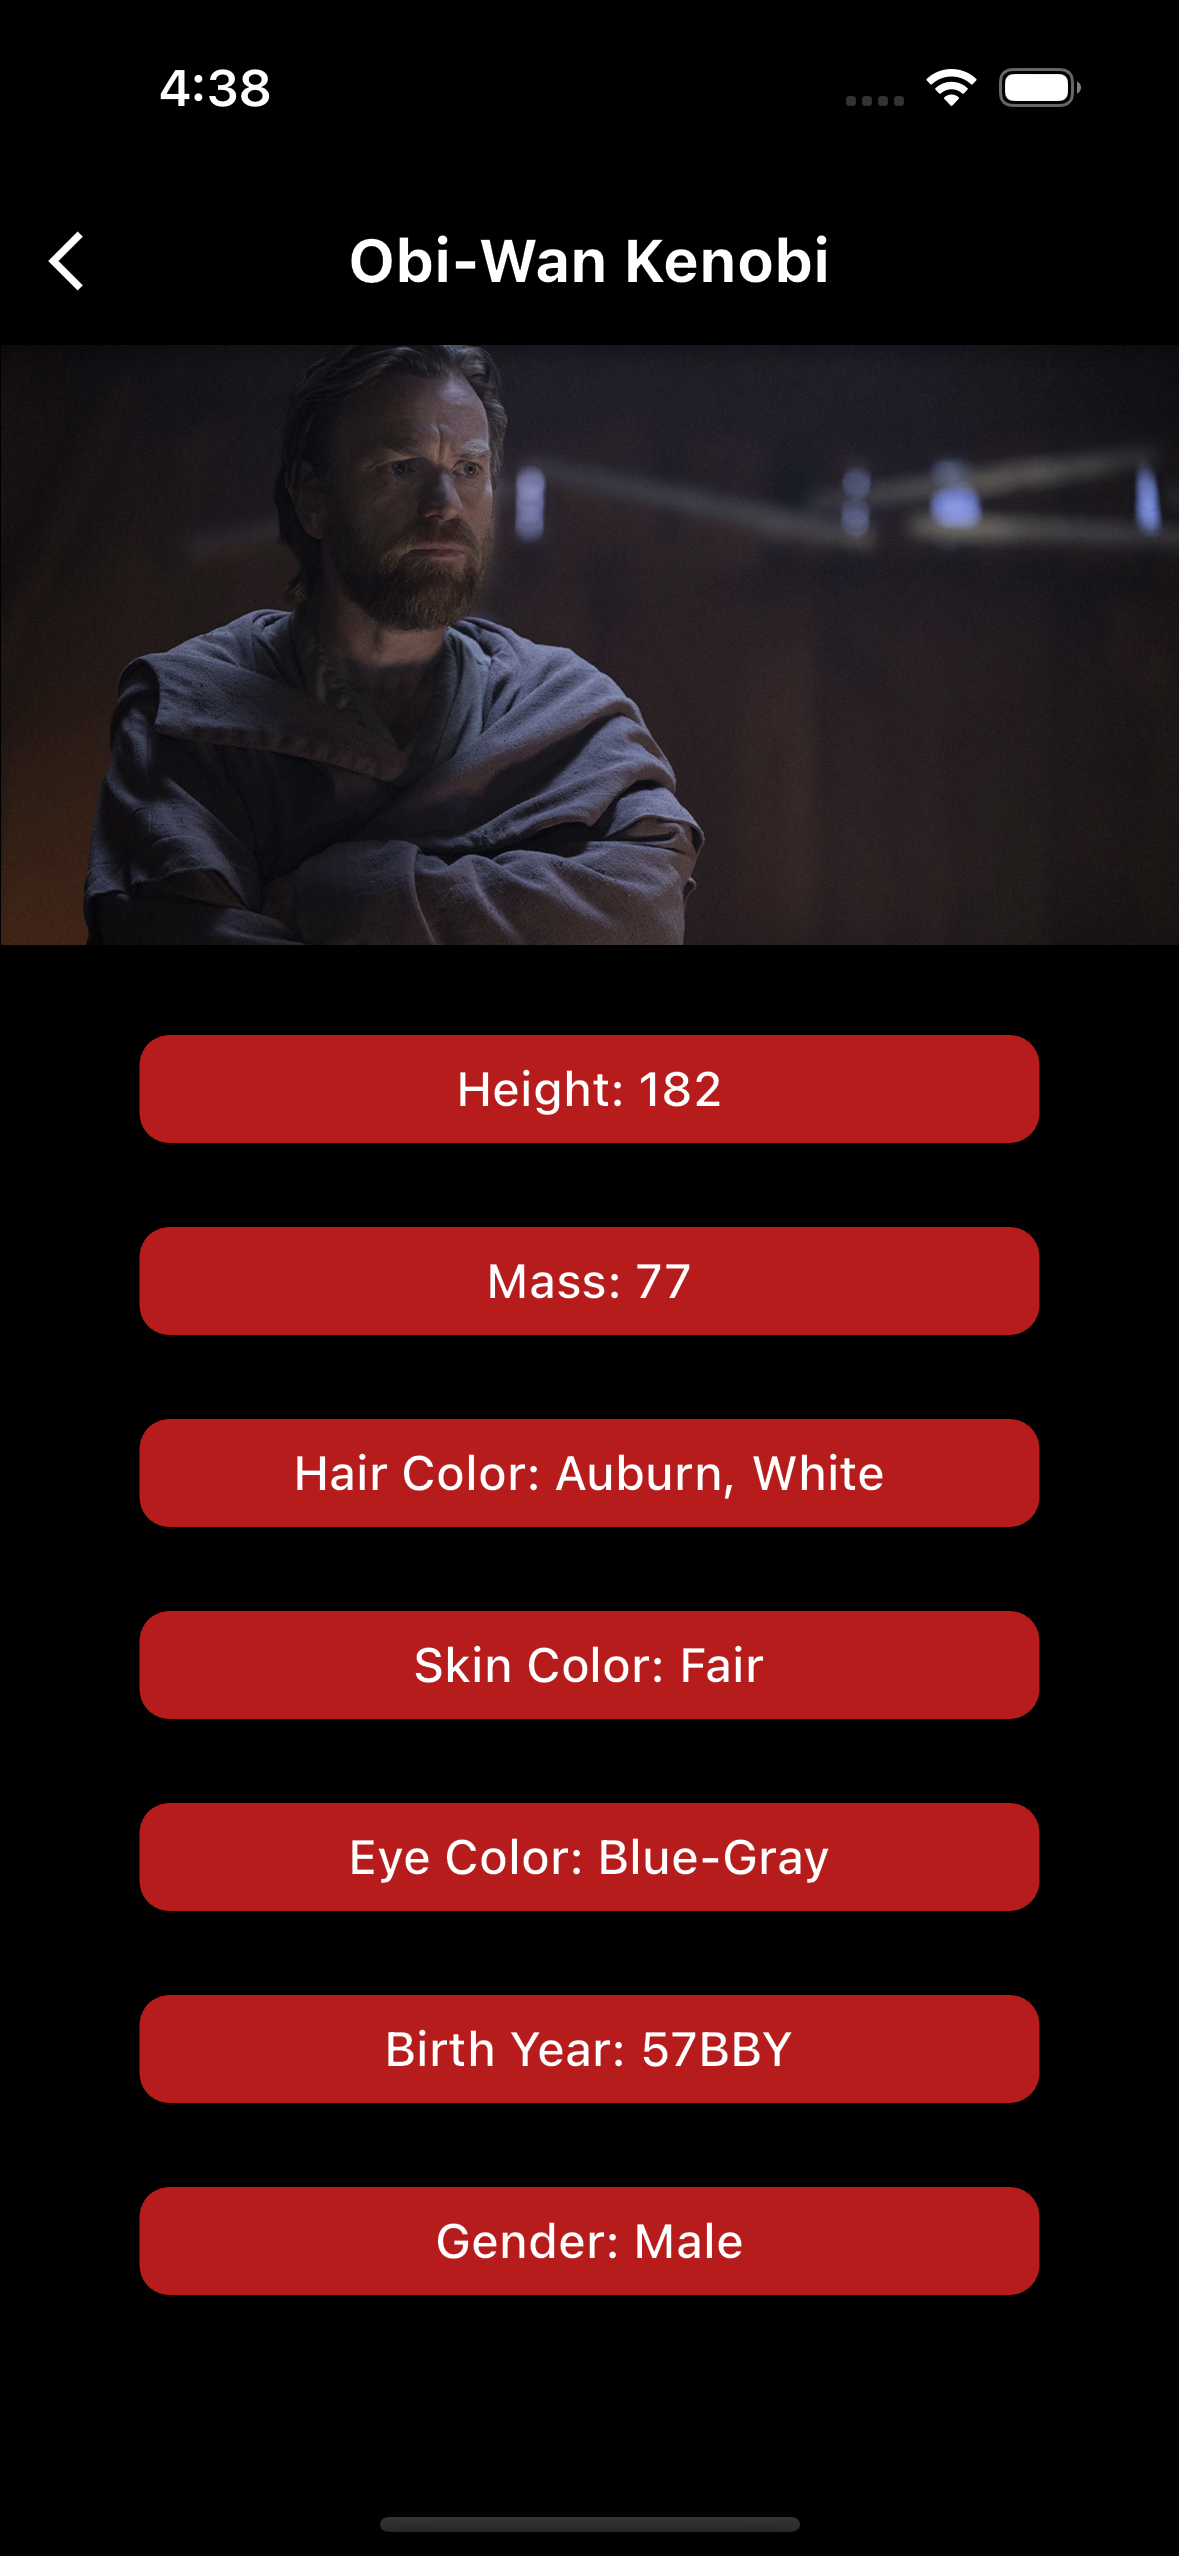 4:38
Obi-Wan Kenobi
Height: 182
Mass: 77
Hair Color: Auburn, White
Skin Color: Fair
Eye Color: Blue-Gray
Birth Year: 57BBY
Gender: Male